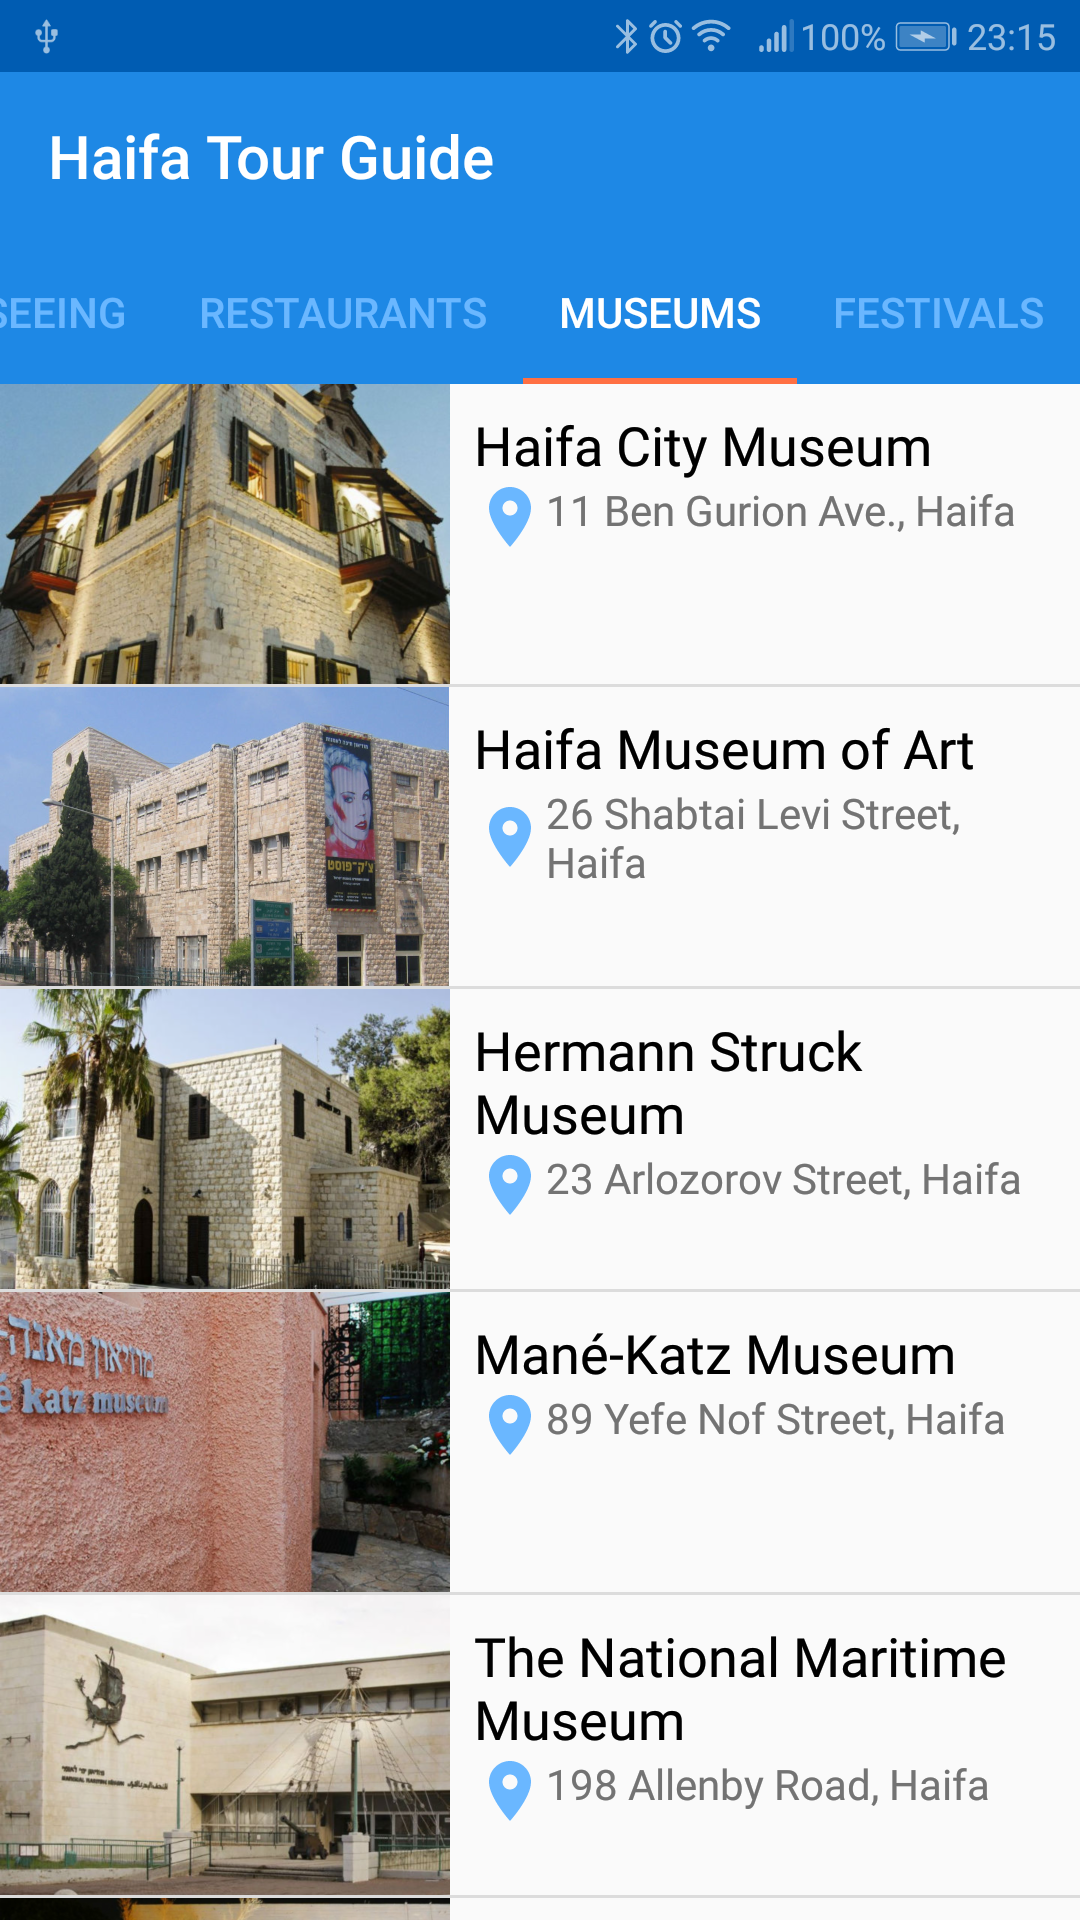 100% 23:15
Haifa Tour Guide
SEEING RESTAURANTS MUSEUMS FESTIVALS
Haifa City Museum
11 Ben Gurion Ave., Haifa
צ'ק-פוסט
Haifa Museum of Art
26 Shabtai Levi Street,
Haifa
Hermann Struck
Museum
23 Arlozorov Street, Haifa
מוזיאון מאנה-
é katz museum
Mané-Katz Museum
89 Yefe Nof Street, Haifa
The National Maritime
Museum
198 Allenby Road, Haifa